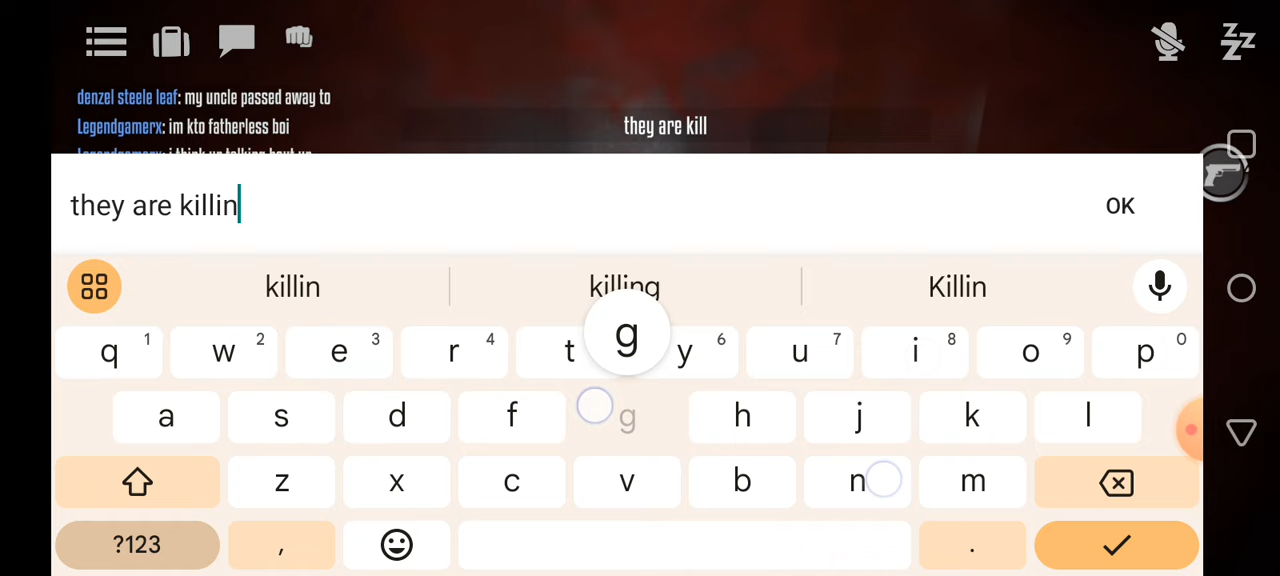 denzel steele leaf: my uncle passed away to
Legendgamerx: im kto fatherless boi
they are kill
they are killin
OK
killin killing Killin
g
q 1 w 2 e 3 r 4 t y 6 u 7 i 8 o 9 p 0
a s d f g h j k l
z x c v b n m
?123 , .